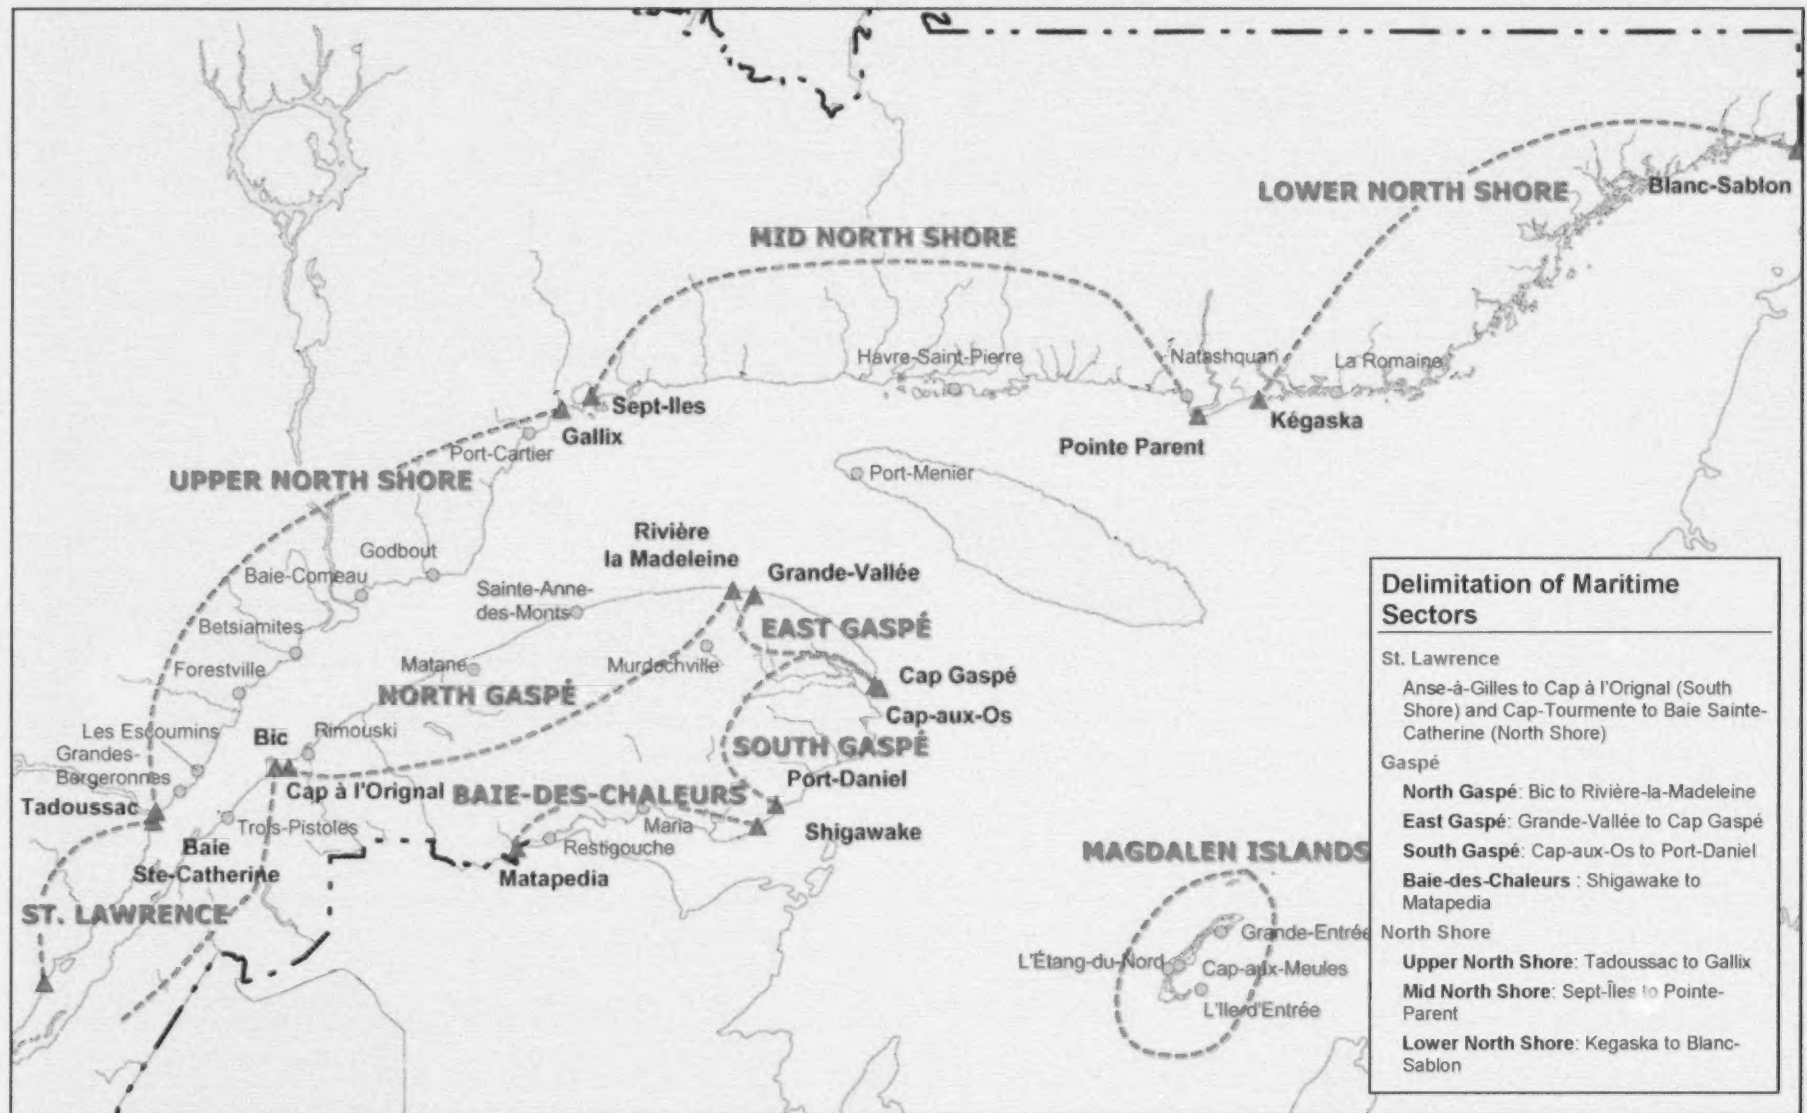 LOWER NORTH SHORE
Blanc-Sablon
MID NORTH SHORE
Havre-Saint-Pierre
Natashquan
La Romaine
Sept-Iles
Gallix
Port-Cartier
Kégaska
Pointe Parent
Port-Menier
UPPER NORTH SHORE
Rivière
la Madeleine
Grande-Vallée
Godbout
Baie-Comeau
Sainte-Anne-
des-Monts
Betsiamites
EAST GASPÉ
Forestville
Matane
Murdochville
NORTH GASPÉ
Cap Gaspé
Cap-aux-Os
Les Escoumins
Bic
Rimouski
Grandes-
Bergeronnes
SOUTH GASPÉ
Port-Daniel
Cap à l'Orignal
BAIE-DES-CHALEURS
Tadoussac
Trois-Pistoles
Maria
Shigawake
Baie
Ste-Catherine
Restigouche
Matapedia
ST. LAWRENCE
MAGDALEN ISLANDS
Grande-Entrée
L'Étang-du-Nord
Cap-aux-Meules
L'Ile d'Entrée
Delimitation of Maritime
Sectors
St. Lawrence
Anse-à-Gilles to Cap à l'Orignal (South
Shore) and Cap-Tourmente to Baie Sainte-
Catherine (North Shore)
Gaspé
North Gaspé: Bic to Rivière-la-Madeleine
East Gaspé: Grande-Vallée to Cap Gaspé
South Gaspé: Cap-aux-Os to Port-Daniel
Baie-des-Chaleurs : Shigawake to
Matapedia
North Shore
Upper North Shore: Tadoussac to Gallix
Mid North Shore: Sept-Îles to Pointe-
Parent
Lower North Shore: Kegaska to Blanc-
Sablon